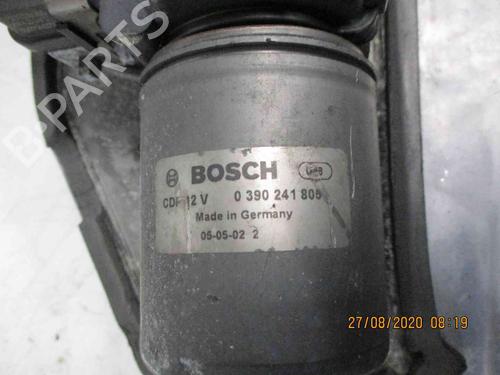 B-PARTS
BOSCH
12 V 0 390 241 805
Made in Germany
05-05-02 2
27/08/2020 08:19